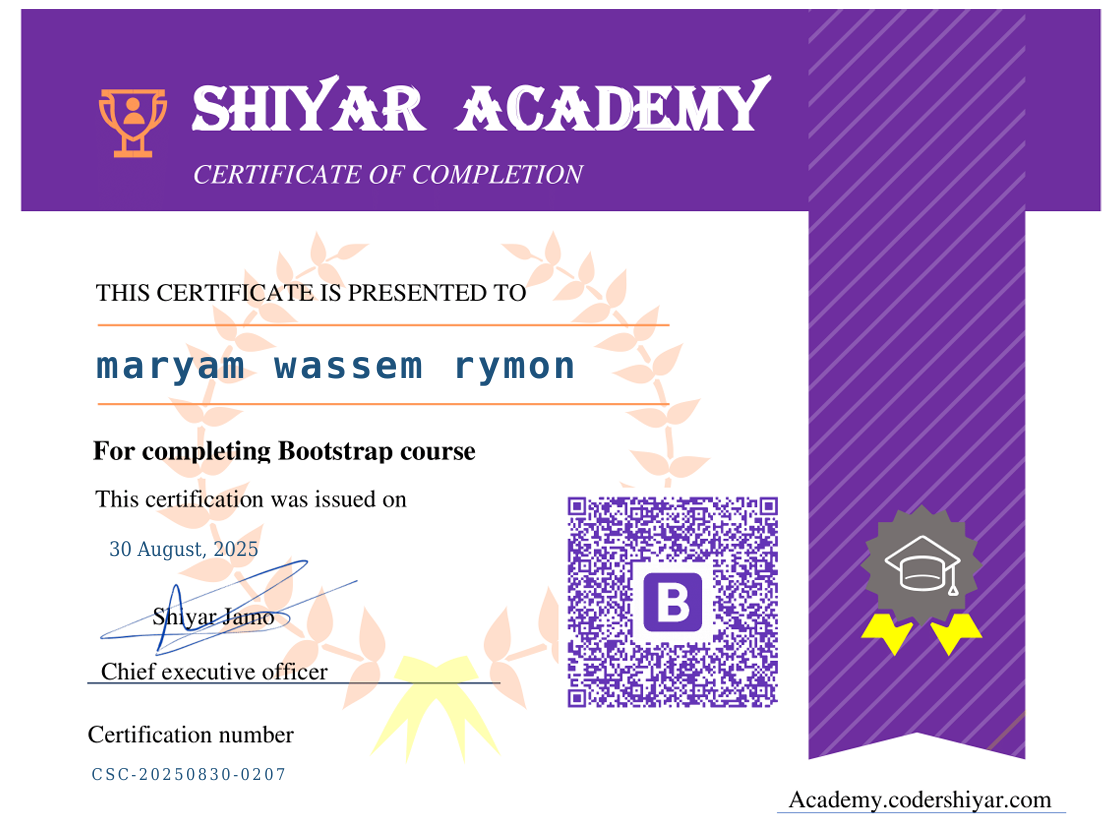 SHIYAR ACADEMY
CERTIFICATE OF COMPLETION
THIS CERTIFICATE IS PRESENTED TO
maryam wassem rymon
For completing Bootstrap course
This certification was issued on
30 August, 2025
Shiyar Jamo
Chief executive officer
B
Certification number
CSC-20250830-0207
Academy.codershiyar.com